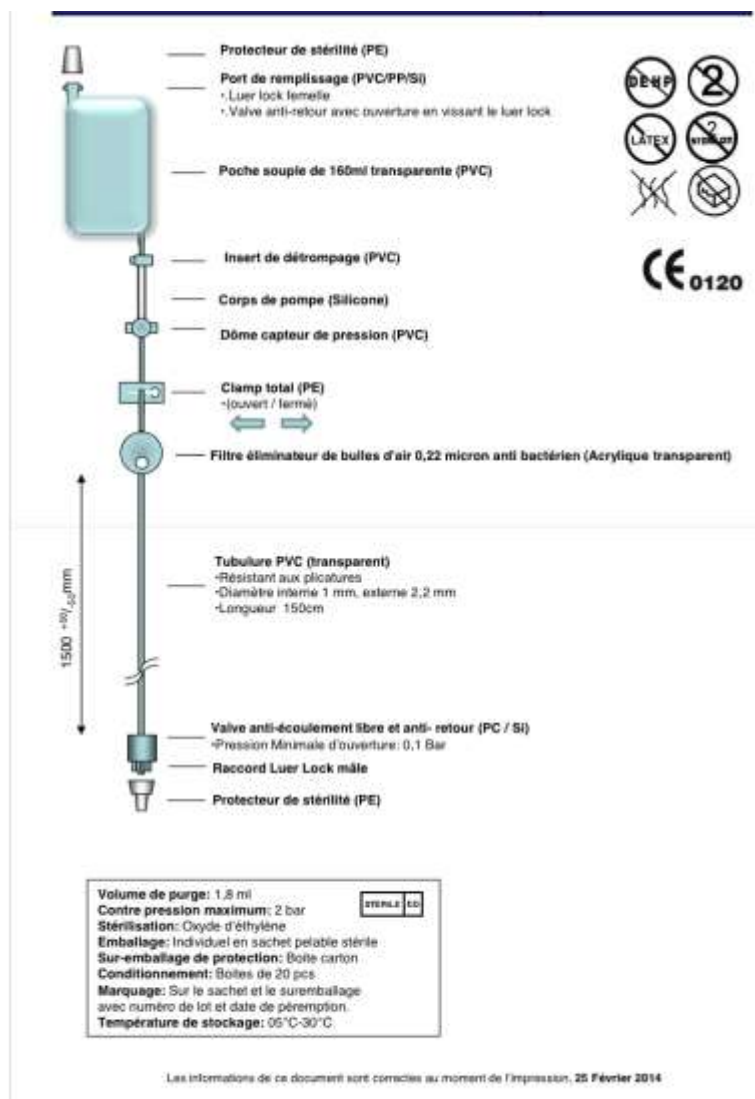 Protecteur de stérilité (PE)
Port de remplissage (PVC/PP/Si)
•.Luer lock femelle
•.Valve anti-retour avec ouverture en vissant le luer lock
DEHP
2
LATEX
2
Poche souple de 160ml transparente (PVC)
Insert de détrompage (PVC)
CE 0120
Corps de pompe (Silicone)
Dôme capteur de pression (PVC)
Clamp total (PE)
•(ouvert / fermé)
Filtre éliminateur de bulles d'air 0,22 micron anti bactérien (Acrylique transparent)
1500 +50/-50mm
Tubulure PVC (transparent)
•Résistant aux plicatures
•Diamètre interne 1 mm, externe 2,2 mm
•Longueur 150cm
Valve anti-écoulement libre et anti- retour (PC / Si)
•Pression Minimale d'ouverture: 0,1 Bar
Raccord Luer Lock mâle
Protecteur de stérilité (PE)
Volume de purge: 1,8 ml
STERILE EO
Contre pression maximum: 2 bar
Stérilisation: Oxyde d'éthylène
Emballage: Individuel en sachet pelable stérile
Sur-emballage de protection: Boite carton
Conditionnement: Boites de 20 pcs
Marquage: Sur le sachet et le suremballage
avec numéro de lot et date de péremption.
Température de stockage: 05°C-30°C
Les informations de ce document sont correctes au moment de l'impression, 25 Février 2014